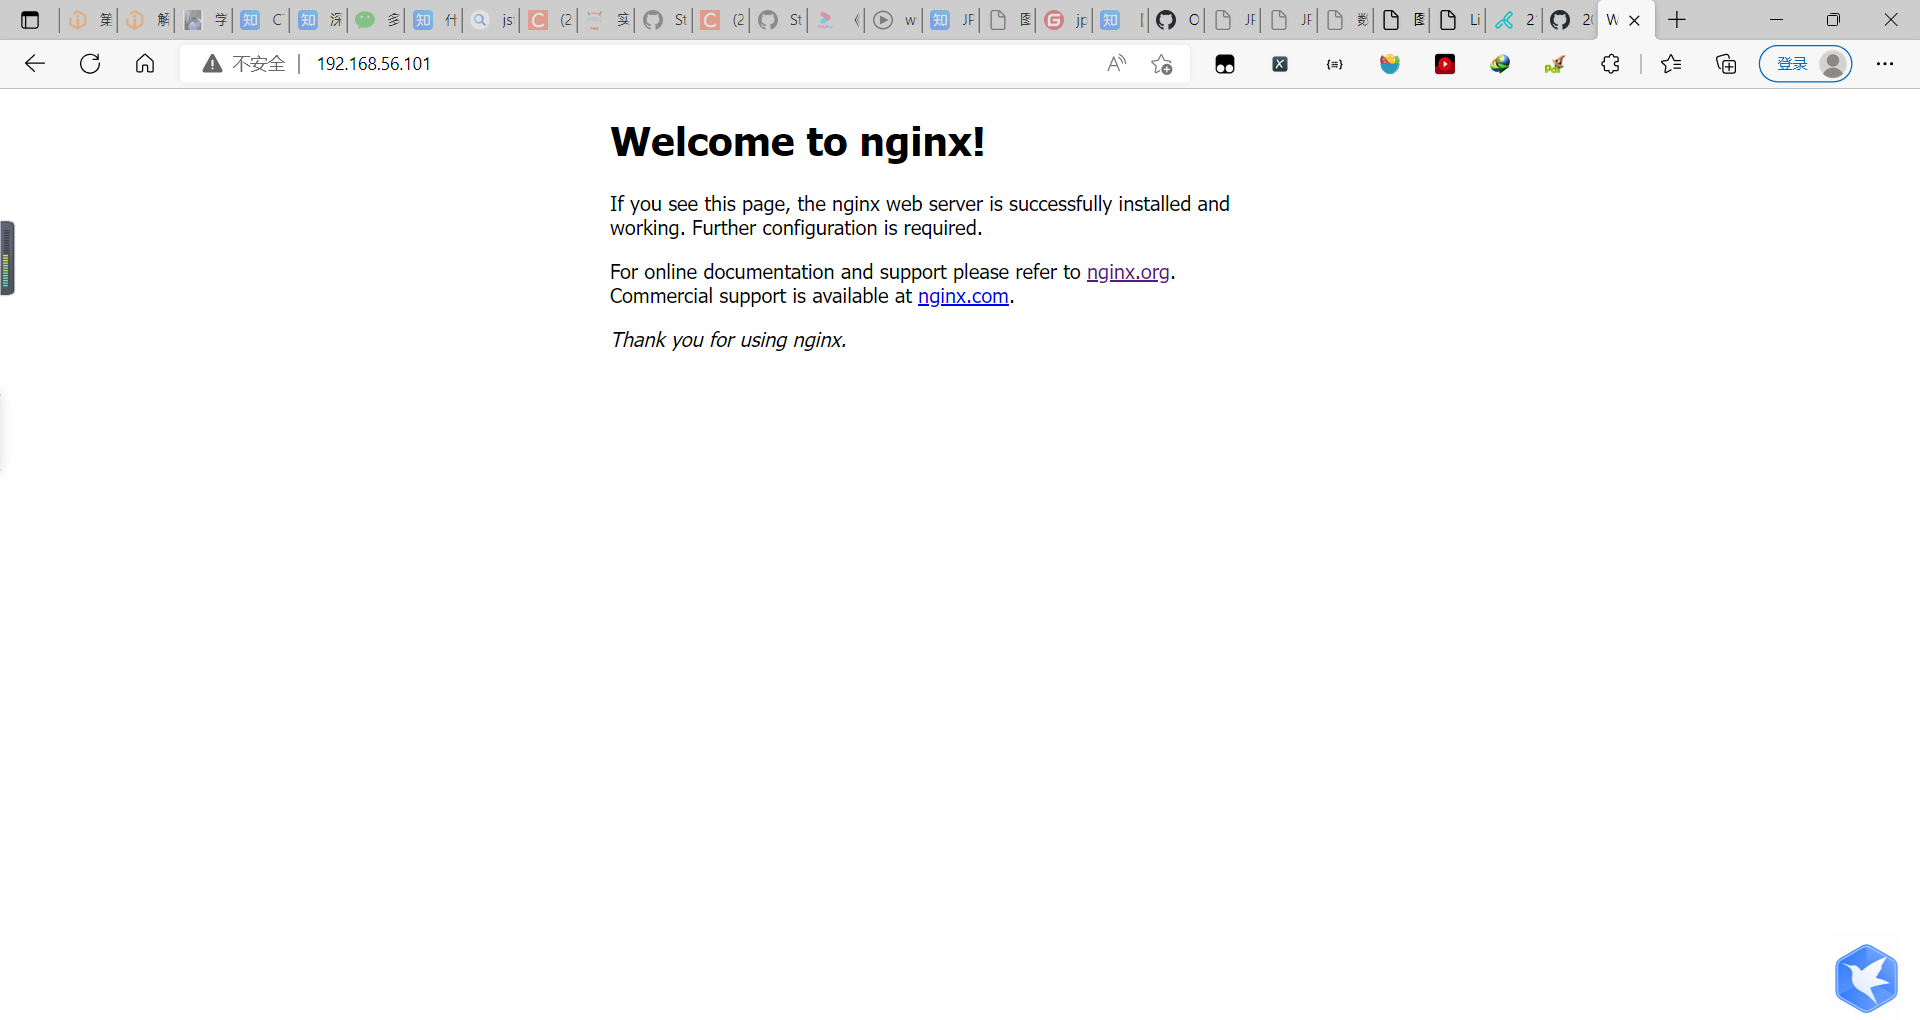 不安全
192.168.56.101
登录
Welcome to nginx!
If you see this page, the nginx web server is successfully installed and
working. Further configuration is required.
For online documentation and support please refer to nginx.org.
Commercial support is available at nginx.com.
Thank you for using nginx.